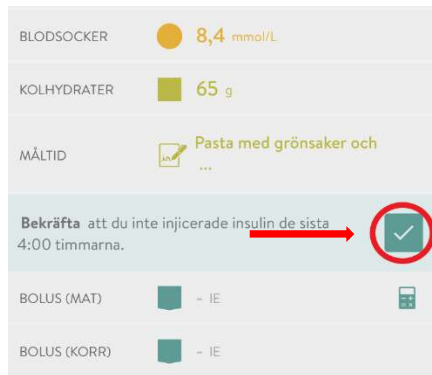 BLODSOCKER 8,4 mmol/L
KOLHYDRATER 65 g
MÅLTID Pasta med grönsaker och
...
Bekräfta att du inte injicerade insulin de sista
4:00 timmarna.
BOLUS (MAT) - IE
BOLUS (KORR) - IE